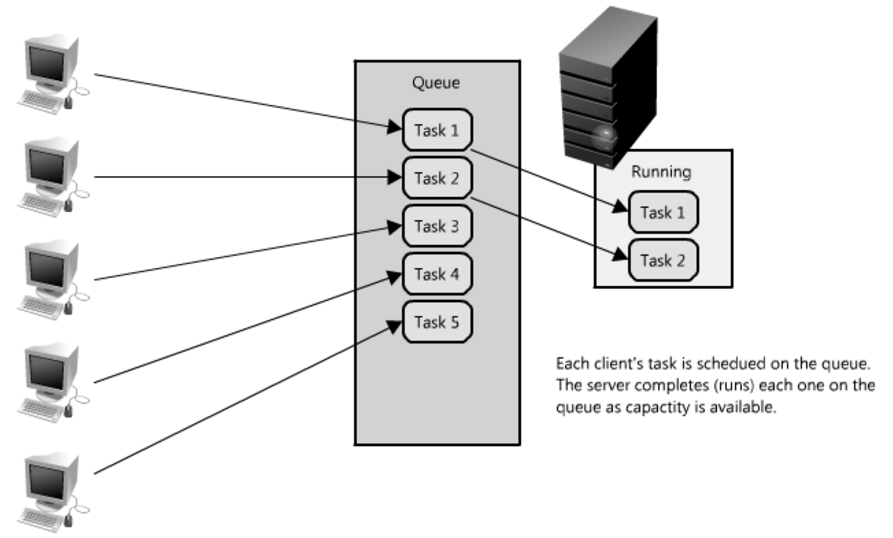 Queue
Task 1
Task 2
Task 3
Task 4
Task 5
Running
Task 1
Task 2
Each client's task is schedued on the queue.
The server completes (runs) each one on the
queue as capactity is available.